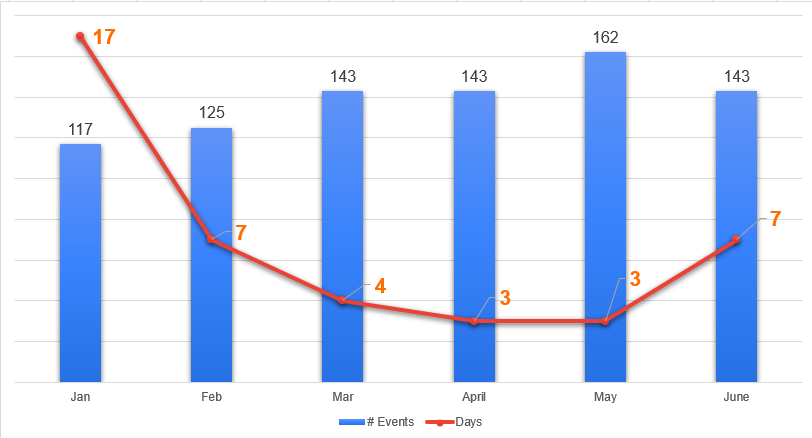 17
162
143
143
143
125
117
7
7
4
3
3
Jan
Feb
Mar
April
May
June
# Events
Days